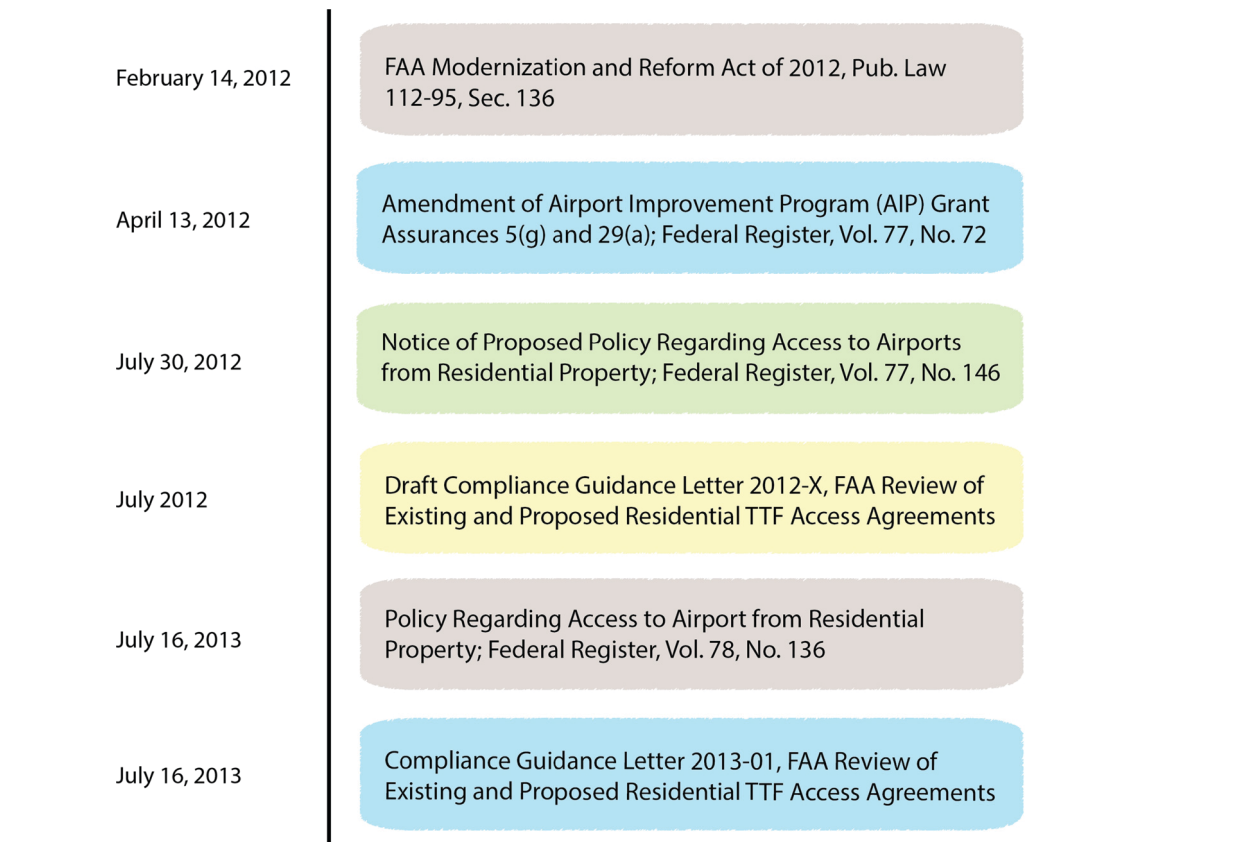 February 14, 2012
FAA Modernization and Reform Act of 2012, Pub. Law
112-95, Sec. 136
April 13, 2012
Amendment of Airport Improvement Program (AIP) Grant
Assurances 5(g) and 29(a); Federal Register, Vol. 77, No. 72
July 30, 2012
Notice of Proposed Policy Regarding Access to Airports
from Residential Property; Federal Register, Vol. 77, No. 146
July 2012
Draft Compliance Guidance Letter 2012-X, FAA Review of
Existing and Proposed Residential TTF Access Agreements
July 16, 2013
Policy Regarding Access to Airport from Residential
Property; Federal Register, Vol. 78, No. 136
July 16, 2013
Compliance Guidance Letter 2013-01, FAA Review of
Existing and Proposed Residential TTF Access Agreements